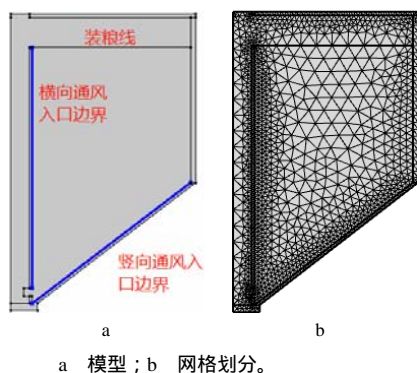 装粮线
横向通风
入口边界
竖向通风入
口边界
a
b
a 模型；b 网格划分。